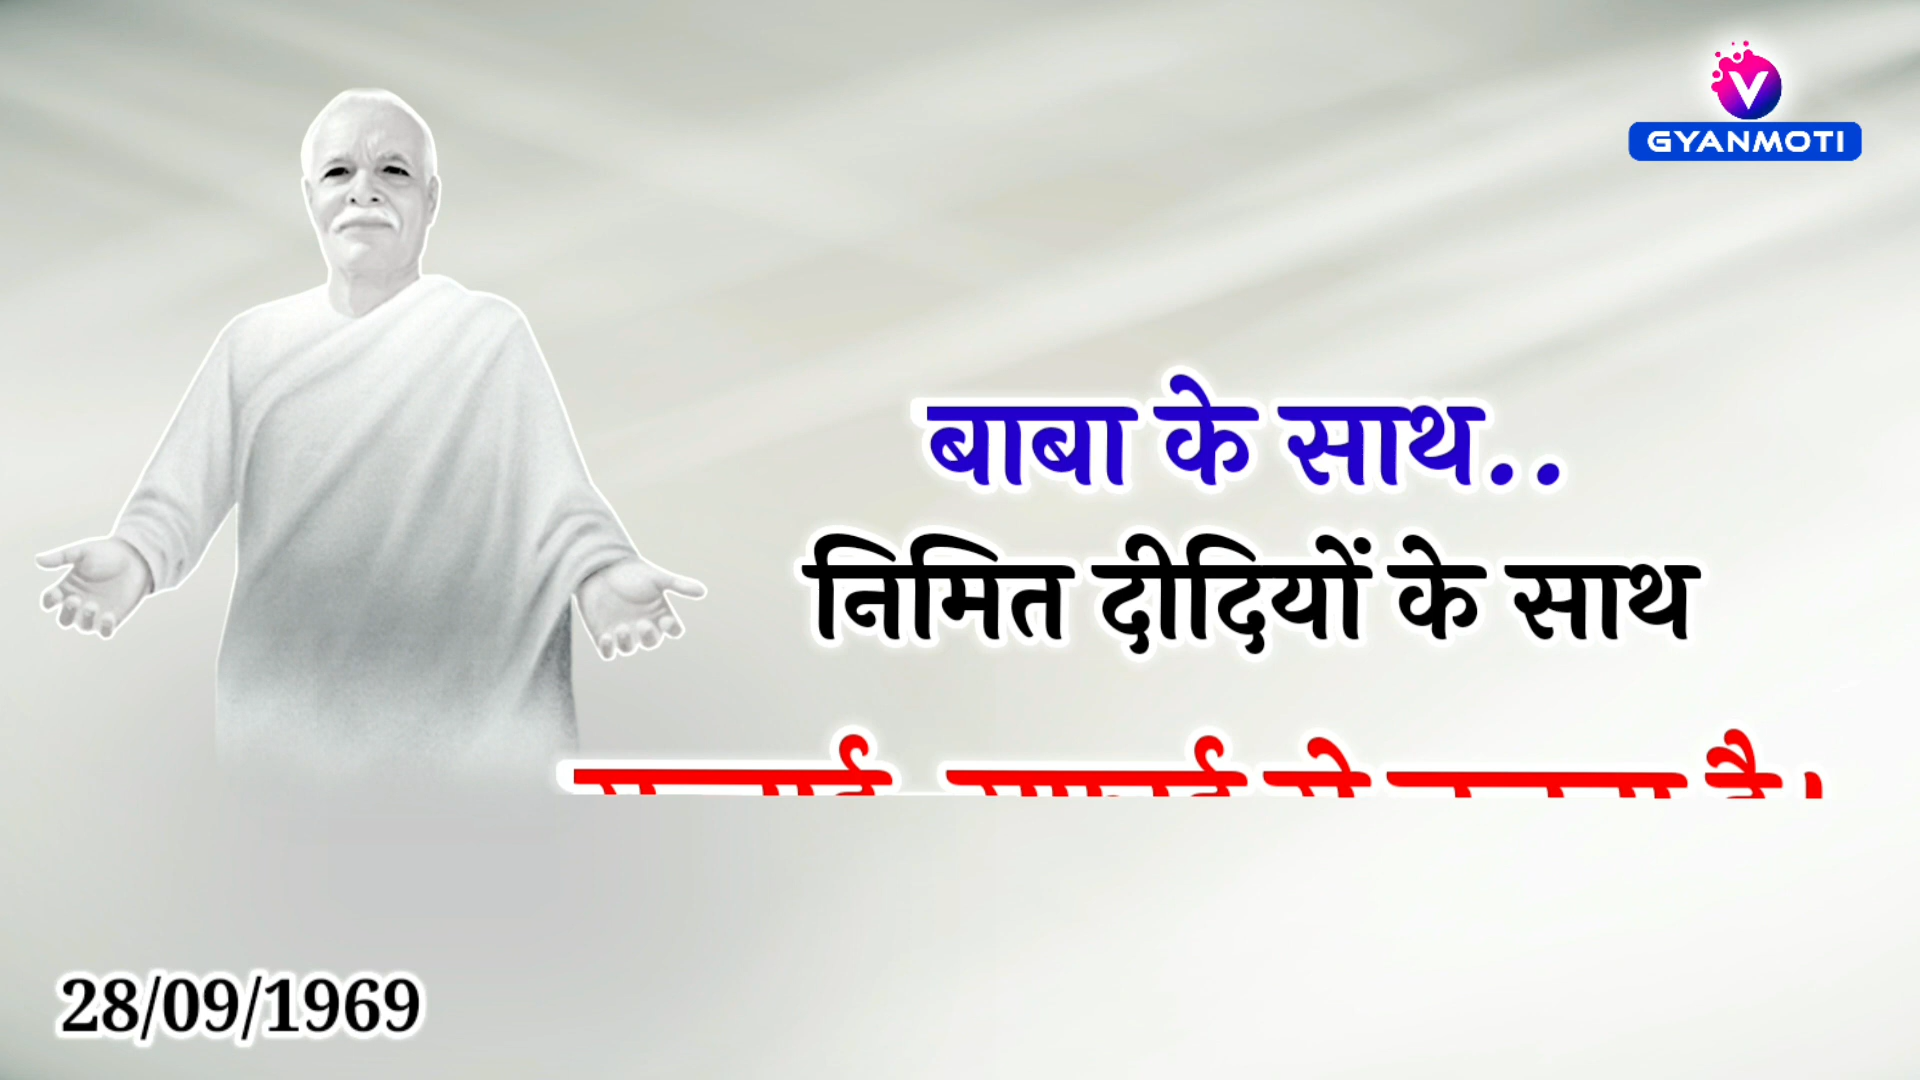 V
GYANMOTI
बाबा के साथ..
निमित दीदियों के साथ
है।
28/09/1969